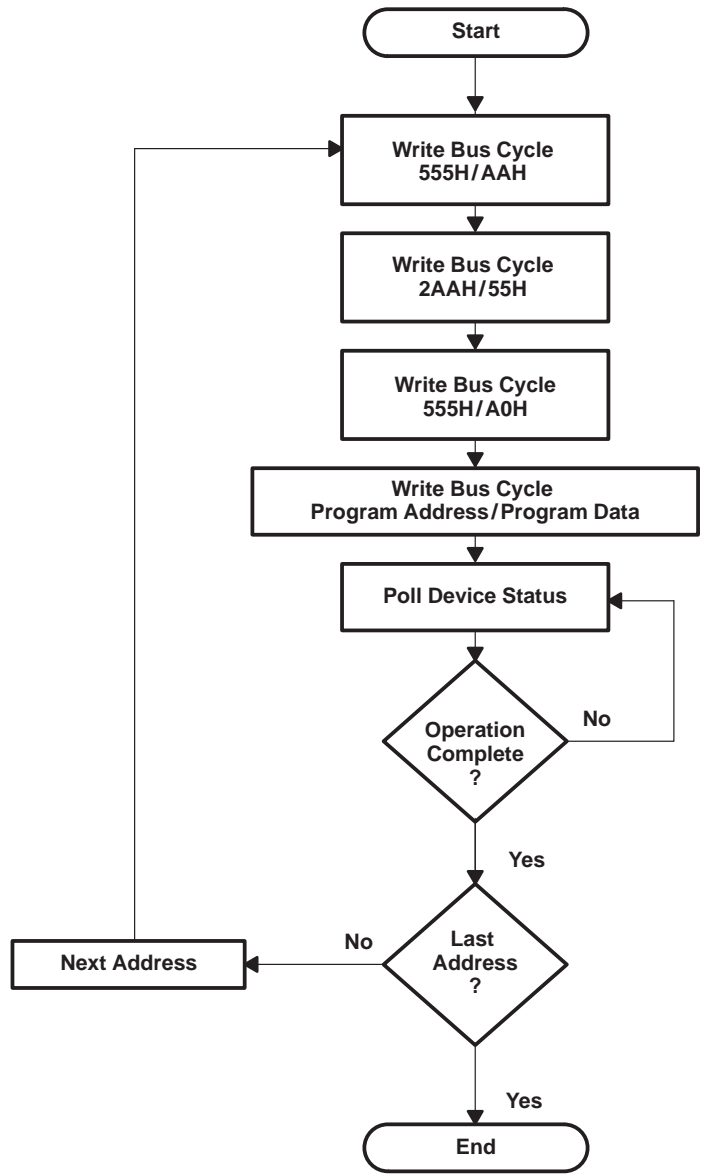 Start
Write Bus Cycle
555H/AAH
Write Bus Cycle
2AAH/55H
Write Bus Cycle
555H/A0H
Write Bus Cycle
Program Address/Program Data
Poll Device Status
Operation
Complete
?
No
Yes
Last
Address
?
No
Next Address
Yes
End